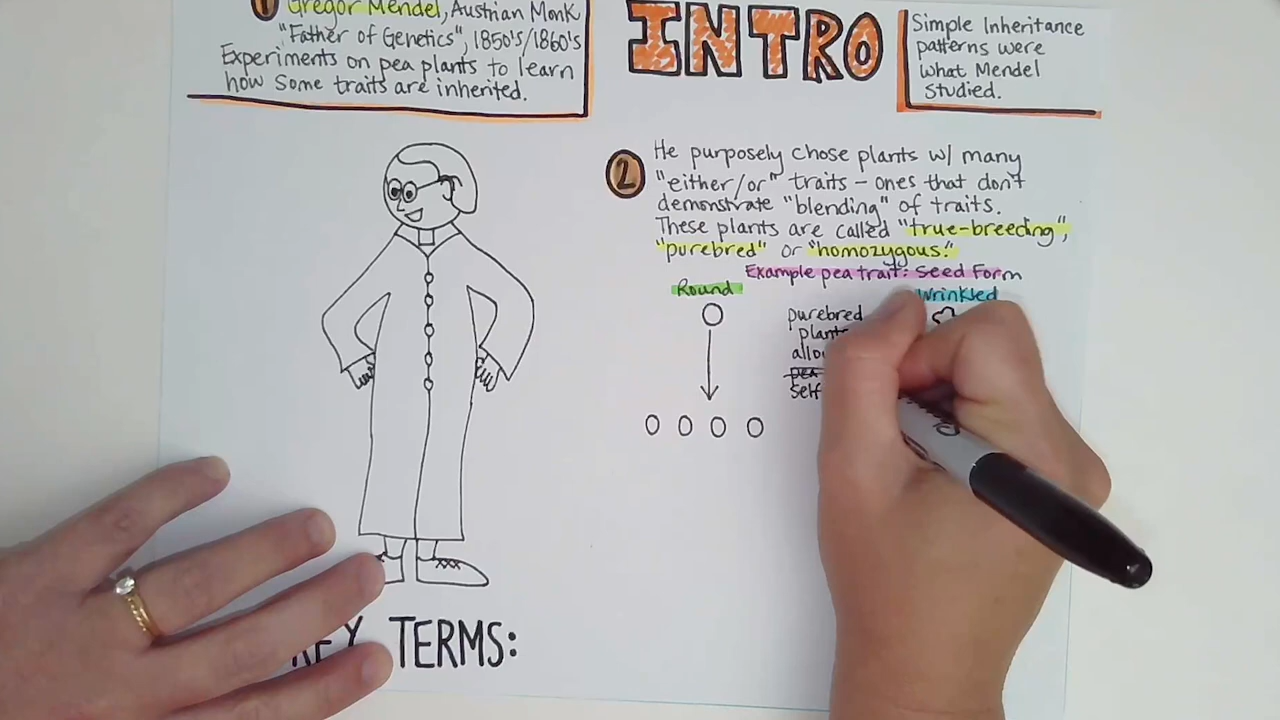 1 Gregor Mendel, Austrian Monk
"Father of Genetics", 1850's/1860's
Experiments on pea plants to learn
how some traits are inherited.
INTRO
Simple Inheritance
patterns were
what Mendel
studied.
2 He purposely chose plants w/ many
"either/or" traits - ones that don't
demonstrate "blending" of traits.
These plants are called "true-breeding",
"purebred" or "homozygous."
Example pea trait: Seed Form
Round
Wrinkled
purebred
self
KEY TERMS: